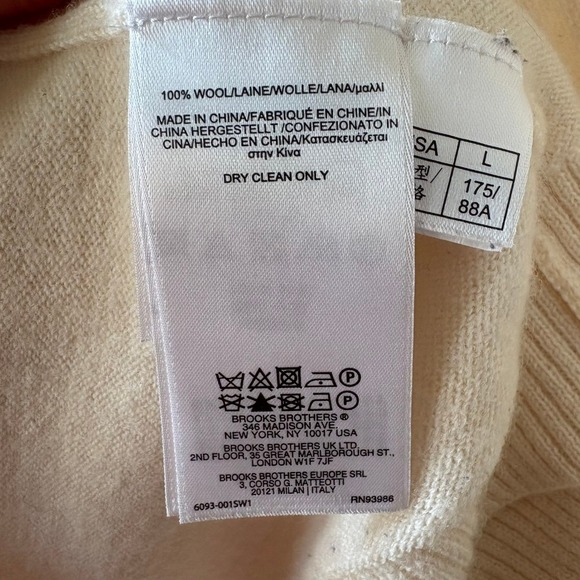 100% WOOL/LAINE/WOLLE/LANA/μαλλί
MADE IN CHINA/FABRIQUÉ EN CHINE/IN
CHINA HERGESTELLT /CONFEZIONATO IN
CINA/HECHO EN CHINA/Κατασκευάζεται
στην Κίνα
DRY CLEAN ONLY
BROOKS BROTHERS ®
346 MADISON AVE.
NEW YORK, NY 10017 USA
BROOKS BROTHERS UK LTD.
2ND FLOOR, 35 GREAT MARLBOROUGH ST.,
LONDON W1F 7JF
BROOKS BROTHERS EUROPE SRL
3, CORSO G. MATTEOTTI
20121 MILAN | ITALY
6093-001SW1 RN93986
SA L
型/ 175/
格 88A